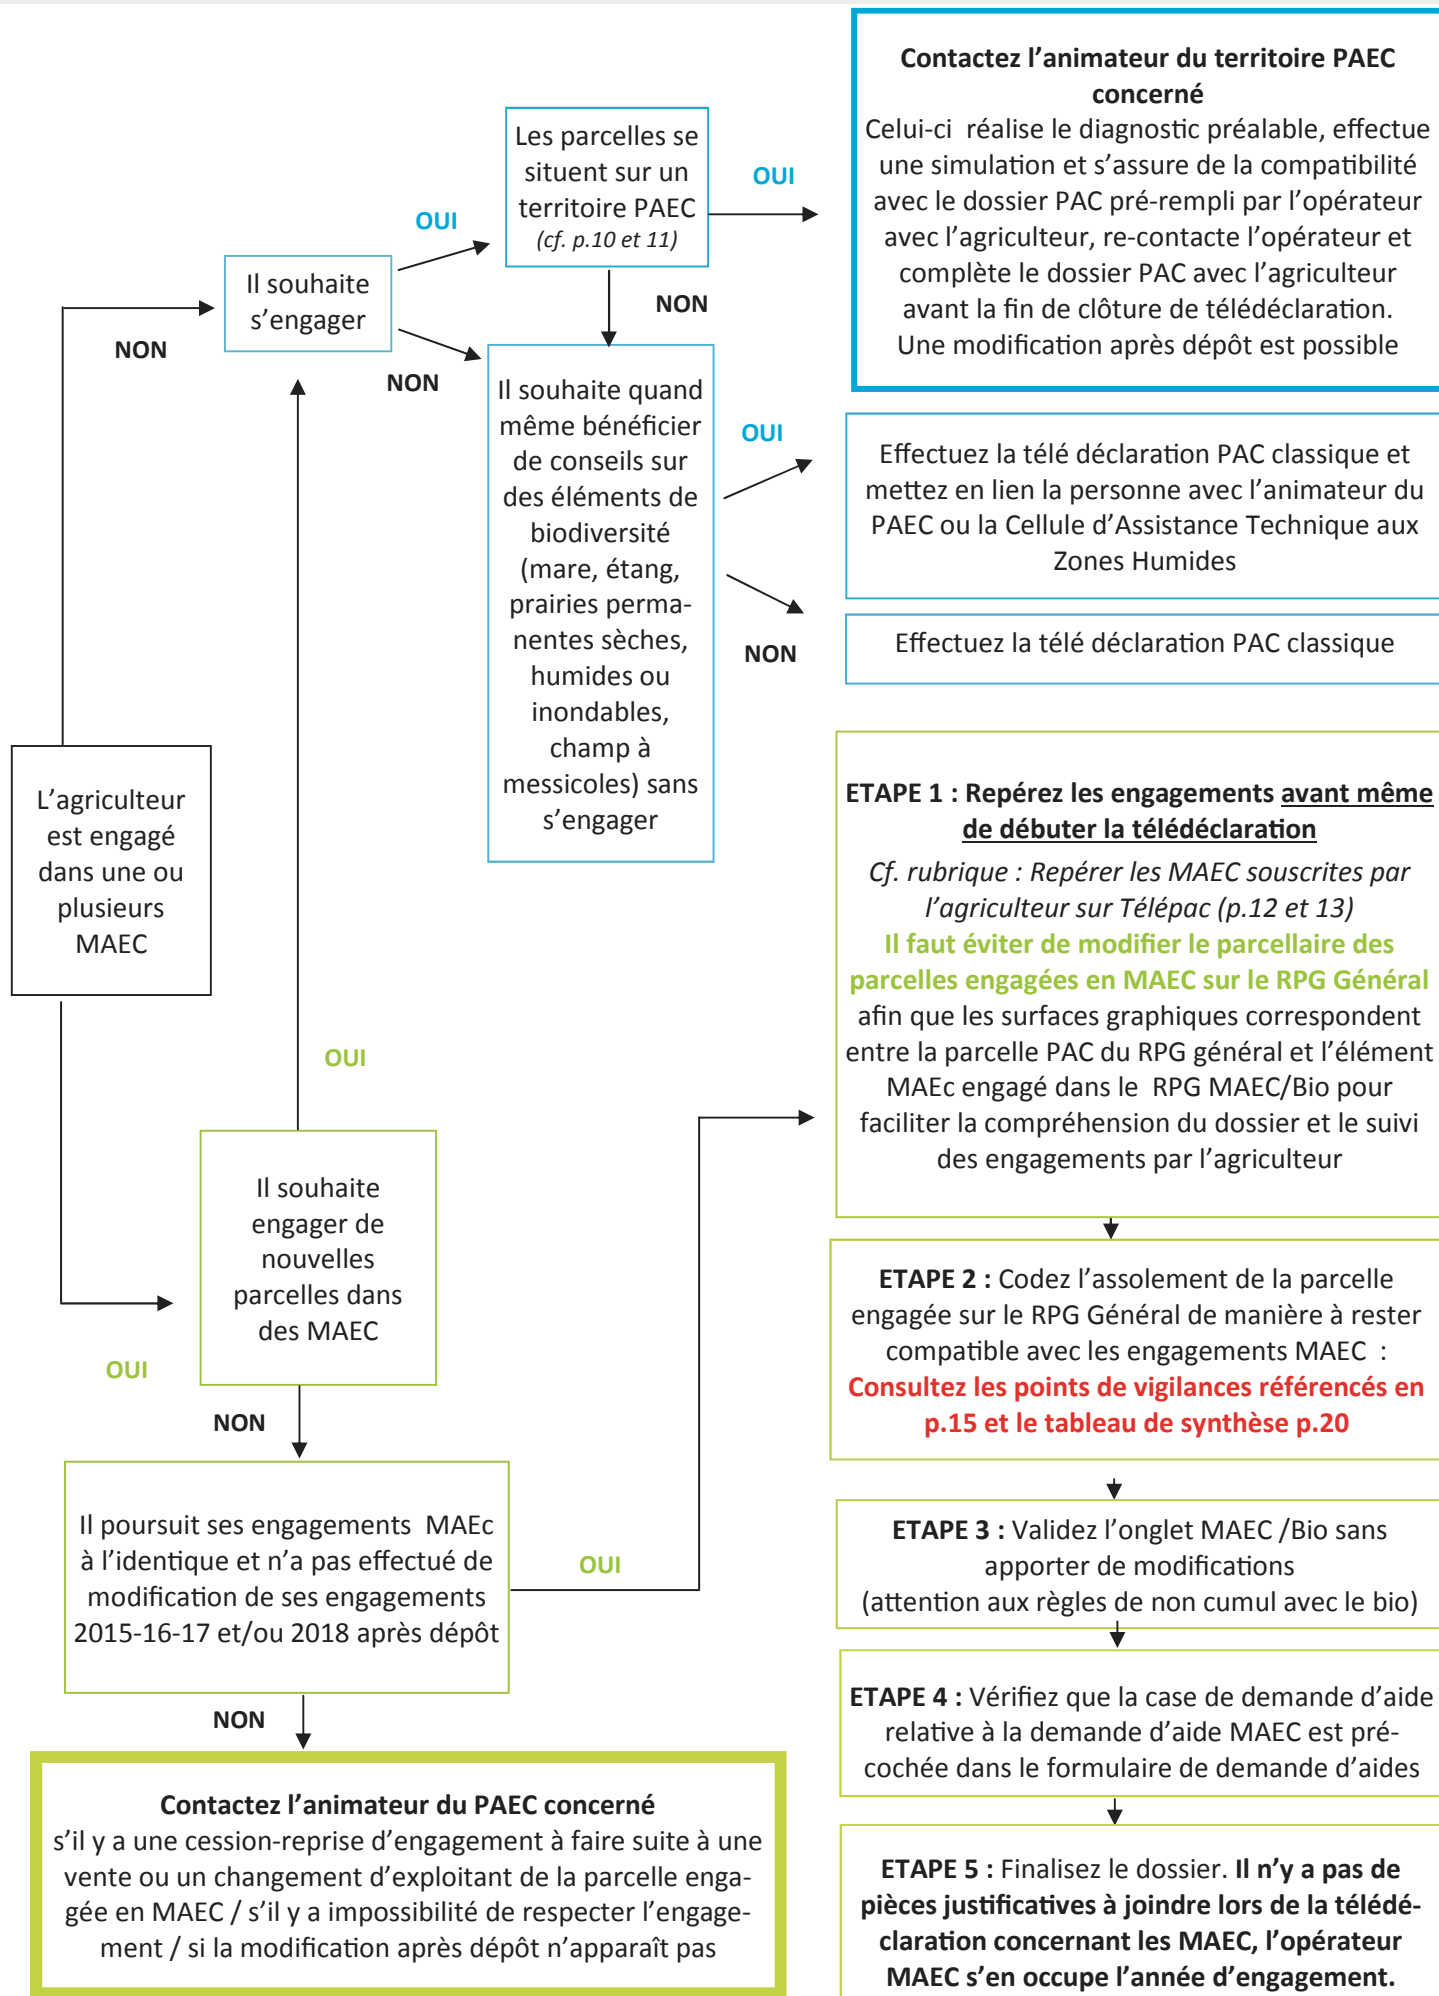 Contactez l’animateur du territoire PAEC
concerné
Celui-ci réalise le diagnostic préalable, effectue
une simulation et s’assure de la compatibilité
avec le dossier PAC pré-rempli par l’opérateur
avec l’agriculteur, re-contacte l’opérateur et
complète le dossier PAC avec l’agriculteur
avant la fin de clôture de télédéclaration.
Une modification après dépôt est possible
Les parcelles se
situent sur un
territoire PAEC
(cf. p.10 et 11)
OUI
OUI
Il souhaite
s’engager
NON
NON
NON
Il souhaite quand
même bénéficier
de conseils sur
des éléments de
biodiversité
(mare, étang,
prairies perma-
nentes sèches,
humides ou
inondables,
champ à
messicoles) sans
s’engager
OUI
Effectuez la télé déclaration PAC classique et
mettez en lien la personne avec l’animateur du
PAEC ou la Cellule d’Assistance Technique aux
Zones Humides
NON
Effectuez la télé déclaration PAC classique
L’agriculteur
est engagé
dans une ou
plusieurs
MAEC
ETAPE 1 : Repérez les engagements avant même
de débuter la télédéclaration
Cf. rubrique : Repérer les MAEC souscrites par
l’agriculteur sur Télépac (p.12 et 13)
Il faut éviter de modifier le parcellaire des
parcelles engagées en MAEC sur le RPG Général
afin que les surfaces graphiques correspondent
entre la parcelle PAC du RPG général et l’élément
MAEc engagé dans le RPG MAEC/Bio pour
faciliter la compréhension du dossier et le suivi
des engagements par l’agriculteur
OUI
Il souhaite
engager de
nouvelles
parcelles dans
des MAEC
OUI
NON
ETAPE 2 : Codez l’assolement de la parcelle
engagée sur le RPG Général de manière à rester
compatible avec les engagements MAEC :
Consultez les points de vigilances référencés en
p.15 et le tableau de synthèse p.20
Il poursuit ses engagements MAEc
à l’identique et n’a pas effectué de
modification de ses engagements
2015-16-17 et/ou 2018 après dépôt
OUI
ETAPE 3 : Validez l’onglet MAEC /Bio sans
apporter de modifications
(attention aux règles de non cumul avec le bio)
NON
ETAPE 4 : Vérifiez que la case de demande d’aide
relative à la demande d’aide MAEC est pré-
cochée dans le formulaire de demande d’aides
Contactez l’animateur du PAEC concerné
s’il y a une cession-reprise d’engagement à faire suite à une
vente ou un changement d’exploitant de la parcelle enga-
gée en MAEC / s’il y a impossibilité de respecter l’engage-
ment / si la modification après dépôt n’apparaît pas
ETAPE 5 : Finalisez le dossier. Il n’y a pas de
pièces justificatives à joindre lors de la télédé-
claration concernant les MAEC, l’opérateur
MAEC s’en occupe l’année d’engagement.